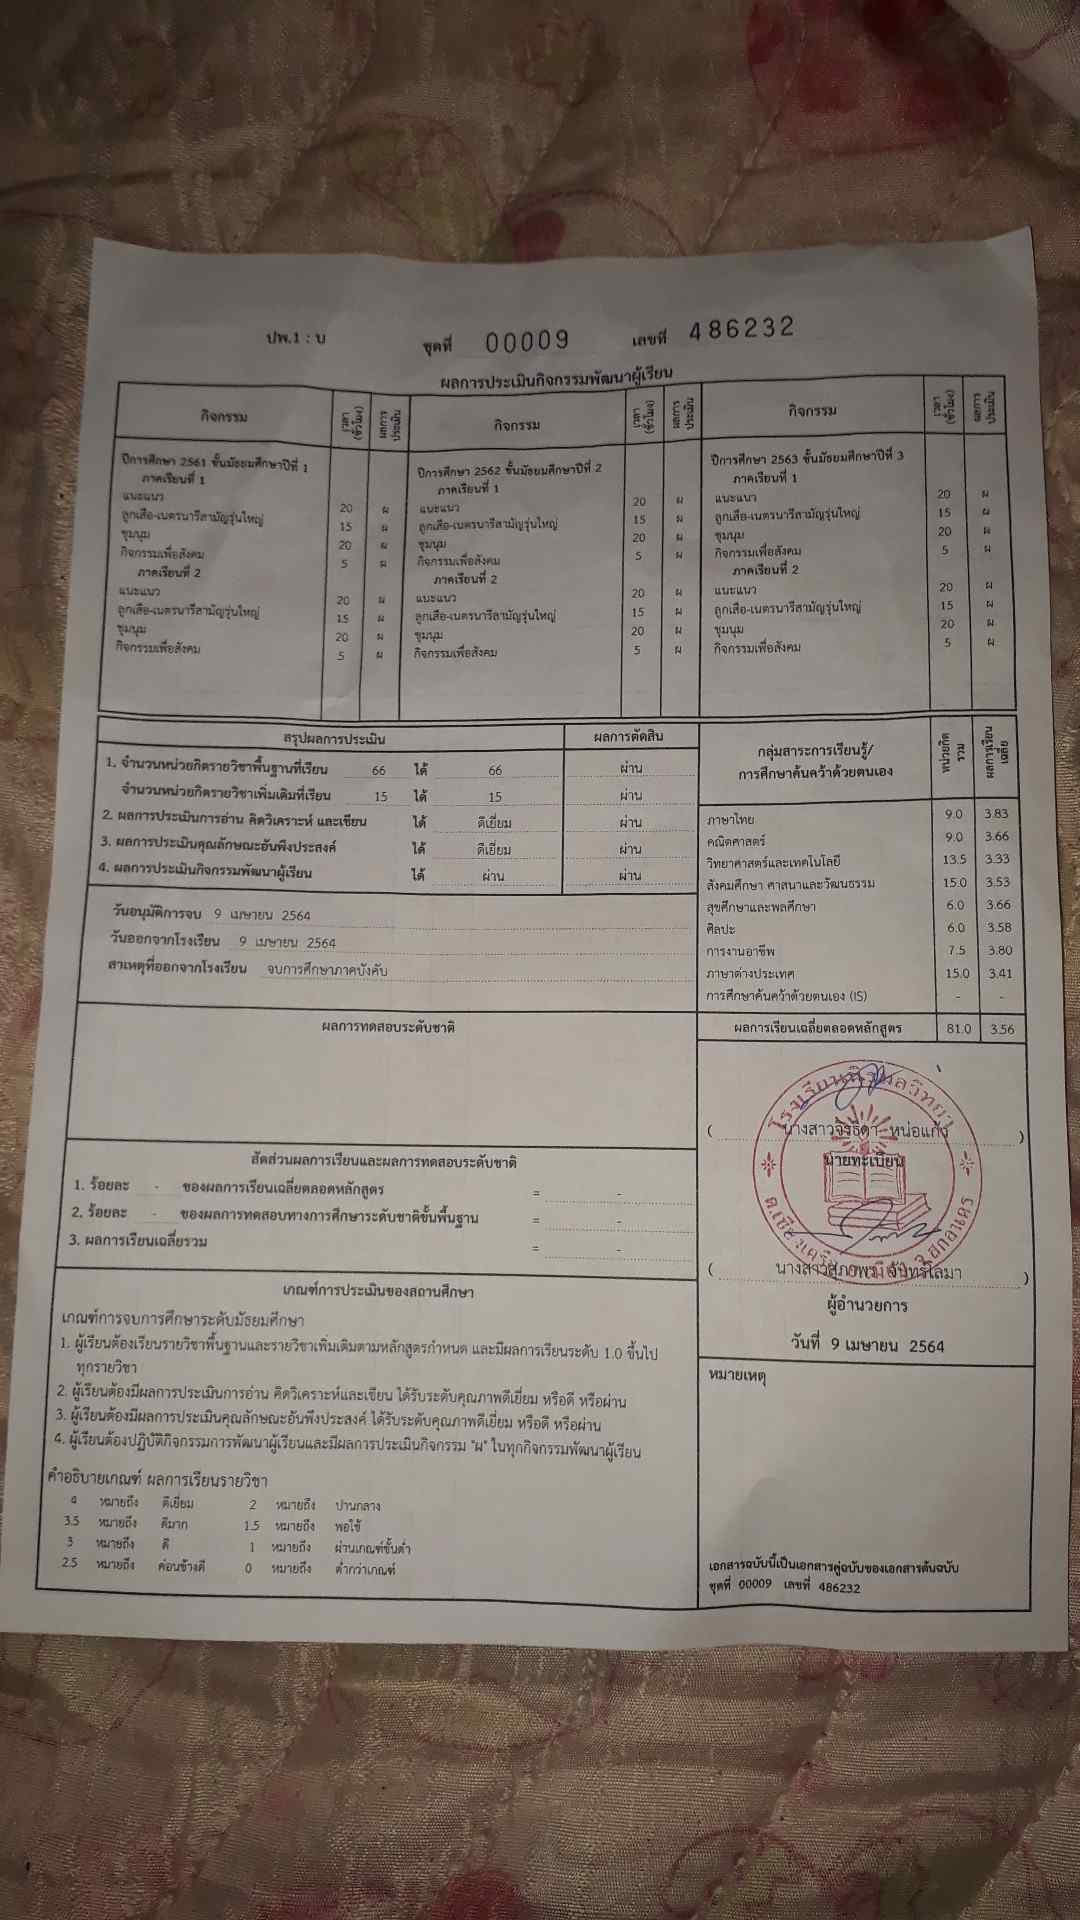 ปพ.1 : บ ชุดที่ 00009 เลขที่ 486232
ผลการประเมินกิจกรรมพัฒนาผู้เรียน
กิจกรรม เวลา (ชั่วโมง) ผลการประเมิน กิจกรรม เวลา (ชั่วโมง) ผลการประเมิน กิจกรรม เวลา (ชั่วโมง) ผลการประเมิน
ปีการศึกษา 2561 ชั้นมัธยมศึกษาปีที่ 1
ภาคเรียนที่ 1
แนะแนว 20 ผ
ลูกเสือ-เนตรนารีสามัญรุ่นใหญ่ 15 ผ
ชุมนุม 20 ผ
กิจกรรมเพื่อสังคม 5 ผ
ภาคเรียนที่ 2
แนะแนว 20 ผ
ลูกเสือ-เนตรนารีสามัญรุ่นใหญ่ 15 ผ
ชุมนุม 20 ผ
กิจกรรมเพื่อสังคม 5 ผ
ปีการศึกษา 2562 ชั้นมัธยมศึกษาปีที่ 2
ภาคเรียนที่ 1
แนะแนว 20 ผ
ลูกเสือ-เนตรนารีสามัญรุ่นใหญ่ 15 ผ
ชุมนุม 20 ผ
กิจกรรมเพื่อสังคม 5 ผ
ภาคเรียนที่ 2
แนะแนว 20 ผ
ลูกเสือ-เนตรนารีสามัญรุ่นใหญ่ 15 ผ
ชุมนุม 20 ผ
กิจกรรมเพื่อสังคม 5 ผ
ปีการศึกษา 2563 ชั้นมัธยมศึกษาปีที่ 3
ภาคเรียนที่ 1
แนะแนว 20 ผ
ลูกเสือ-เนตรนารีสามัญรุ่นใหญ่ 15 ผ
ชุมนุม 20 ผ
กิจกรรมเพื่อสังคม 5 ผ
ภาคเรียนที่ 2
แนะแนว 20 ผ
ลูกเสือ-เนตรนารีสามัญรุ่นใหญ่ 15 ผ
ชุมนุม 20 ผ
กิจกรรมเพื่อสังคม 5 ผ
สรุปผลการประเมิน ผลการตัดสิน
1. จำนวนหน่วยกิตรายวิชาพื้นฐานที่เรียน 66 ได้ 66 ผ่าน
จำนวนหน่วยกิตรายวิชาเพิ่มเติมที่เรียน 15 ได้ 15 ผ่าน
2. ผลการประเมินการอ่าน คิดวิเคราะห์ และเขียน ได้ ดีเยี่ยม ผ่าน
3. ผลการประเมินคุณลักษณะอันพึงประสงค์ ได้ ดีเยี่ยม ผ่าน
4. ผลการประเมินกิจกรรมพัฒนาผู้เรียน ได้ ผ่าน ผ่าน
วันอนุมัติการจบ 9 เมษายน 2564
วันออกจากโรงเรียน 9 เมษายน 2564
สาเหตุที่ออกจากโรงเรียน จบการศึกษาภาคบังคับ
กลุ่มสาระการเรียนรู้/ หน่วยกิตรวม ผลการเรียนเฉลี่ย
การศึกษาค้นคว้าด้วยตนเอง
ภาษาไทย 9.0 3.83
คณิตศาสตร์ 9.0 3.66
วิทยาศาสตร์และเทคโนโลยี 13.5 3.33
สังคมศึกษา ศาสนาและวัฒนธรรม 15.0 3.53
สุขศึกษาและพลศึกษา 6.0 3.66
ศิลปะ 6.0 3.58
การงานอาชีพ 7.5 3.80
ภาษาต่างประเทศ 15.0 3.41
การศึกษาค้นคว้าด้วยตนเอง (IS) - -
ผลการเรียนเฉลี่ยตลอดหลักสูตร 81.0 3.56
ผลการทดสอบระดับชาติ
สัดส่วนผลการเรียนและผลการทดสอบระดับชาติ
1. ร้อยละ - ของผลการเรียนเฉลี่ยตลอดหลักสูตร = -
2. ร้อยละ - ของผลการทดสอบทางการศึกษาระดับชาติขั้นพื้นฐาน = -
3. ผลการเรียนเฉลี่ยรวม = -
( นางสาวจิรธิดา หน่อแก้ว )
นายทะเบียน
( นางสาวสุภาพร จันทร์โลมา )
ผู้อำนวยการ
วันที่ 9 เมษายน 2564
เกณฑ์การประเมินของสถานศึกษา
เกณฑ์การจบการศึกษาระดับมัธยมศึกษา
1. ผู้เรียนต้องเรียนรายวิชาพื้นฐานและรายวิชาเพิ่มเติมตามหลักสูตรกำหนด และมีผลการเรียนระดับ 1.0 ขึ้นไป
ทุกรายวิชา
2. ผู้เรียนต้องมีผลการประเมินการอ่าน คิดวิเคราะห์และเขียน ได้รับระดับคุณภาพดีเยี่ยม หรือดี หรือผ่าน
3. ผู้เรียนต้องมีผลการประเมินคุณลักษณะอันพึงประสงค์ ได้รับระดับคุณภาพดีเยี่ยม หรือดี หรือผ่าน
4. ผู้เรียนต้องปฏิบัติกิจกรรมการพัฒนาผู้เรียนและมีผลการประเมินกิจกรรม "ผ" ในทุกกิจกรรมพัฒนาผู้เรียน
คำอธิบายเกณฑ์ ผลการเรียนรายวิชา
4 หมายถึง ดีเยี่ยม 2 หมายถึง ปานกลาง
3.5 หมายถึง ดีมาก 1.5 หมายถึง พอใช้
3 หมายถึง ดี 1 หมายถึง ผ่านเกณฑ์ขั้นต่ำ
2.5 หมายถึง ค่อนข้างดี 0 หมายถึง ต่ำกว่าเกณฑ์
หมายเหตุ
เอกสารฉบับนี้เป็นเอกสารคู่ฉบับของเอกสารต้นฉบับ
ชุดที่ 00009 เลขที่ 486232